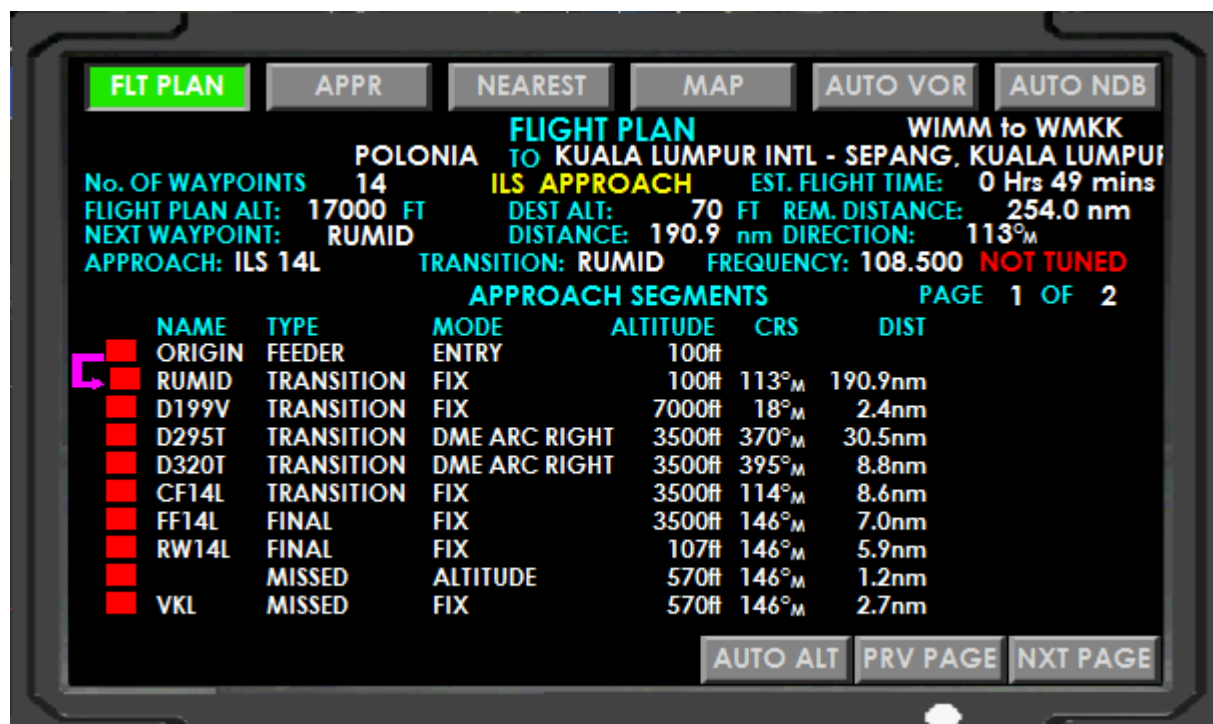 FLT PLAN APPR NEAREST MAP AUTO VOR AUTO NDB
FLIGHT PLAN WIMM to WMKK
POLONIA TO KUALA LUMPUR INTL - SEPANG, KUALA LUMPUR
No. OF WAYPOINTS 14 ILS APPROACH EST. FLIGHT TIME: 0 Hrs 49 mins
FLIGHT PLAN ALT: 17000 FT DEST ALT: 70 FT REM. DISTANCE: 254.0 nm
NEXT WAYPOINT: RUMID DISTANCE: 190.9 nm DIRECTION: 113°M
APPROACH: ILS 14L TRANSITION: RUMID FREQUENCY: 108.500 NOT TUNED
APPROACH SEGMENTS PAGE 1 OF 2
NAME TYPE MODE ALTITUDE CRS DIST
ORIGIN FEEDER ENTRY 100ft
RUMID TRANSITION FIX 100ft 113°M 190.9nm
D199V TRANSITION FIX 7000ft 18°M 2.4nm
D295T TRANSITION DME ARC RIGHT 3500ft 370°M 30.5nm
D320T TRANSITION DME ARC RIGHT 3500ft 395°M 8.8nm
CF14L TRANSITION FIX 3500ft 114°M 8.6nm
FF14L FINAL FIX 3500ft 146°M 7.0nm
RW14L FINAL FIX 107ft 146°M 5.9nm
MISSED ALTITUDE 570ft 146°M 1.2nm
VKL MISSED FIX 570ft 146°M 2.7nm
AUTO ALT PRV PAGE NXT PAGE